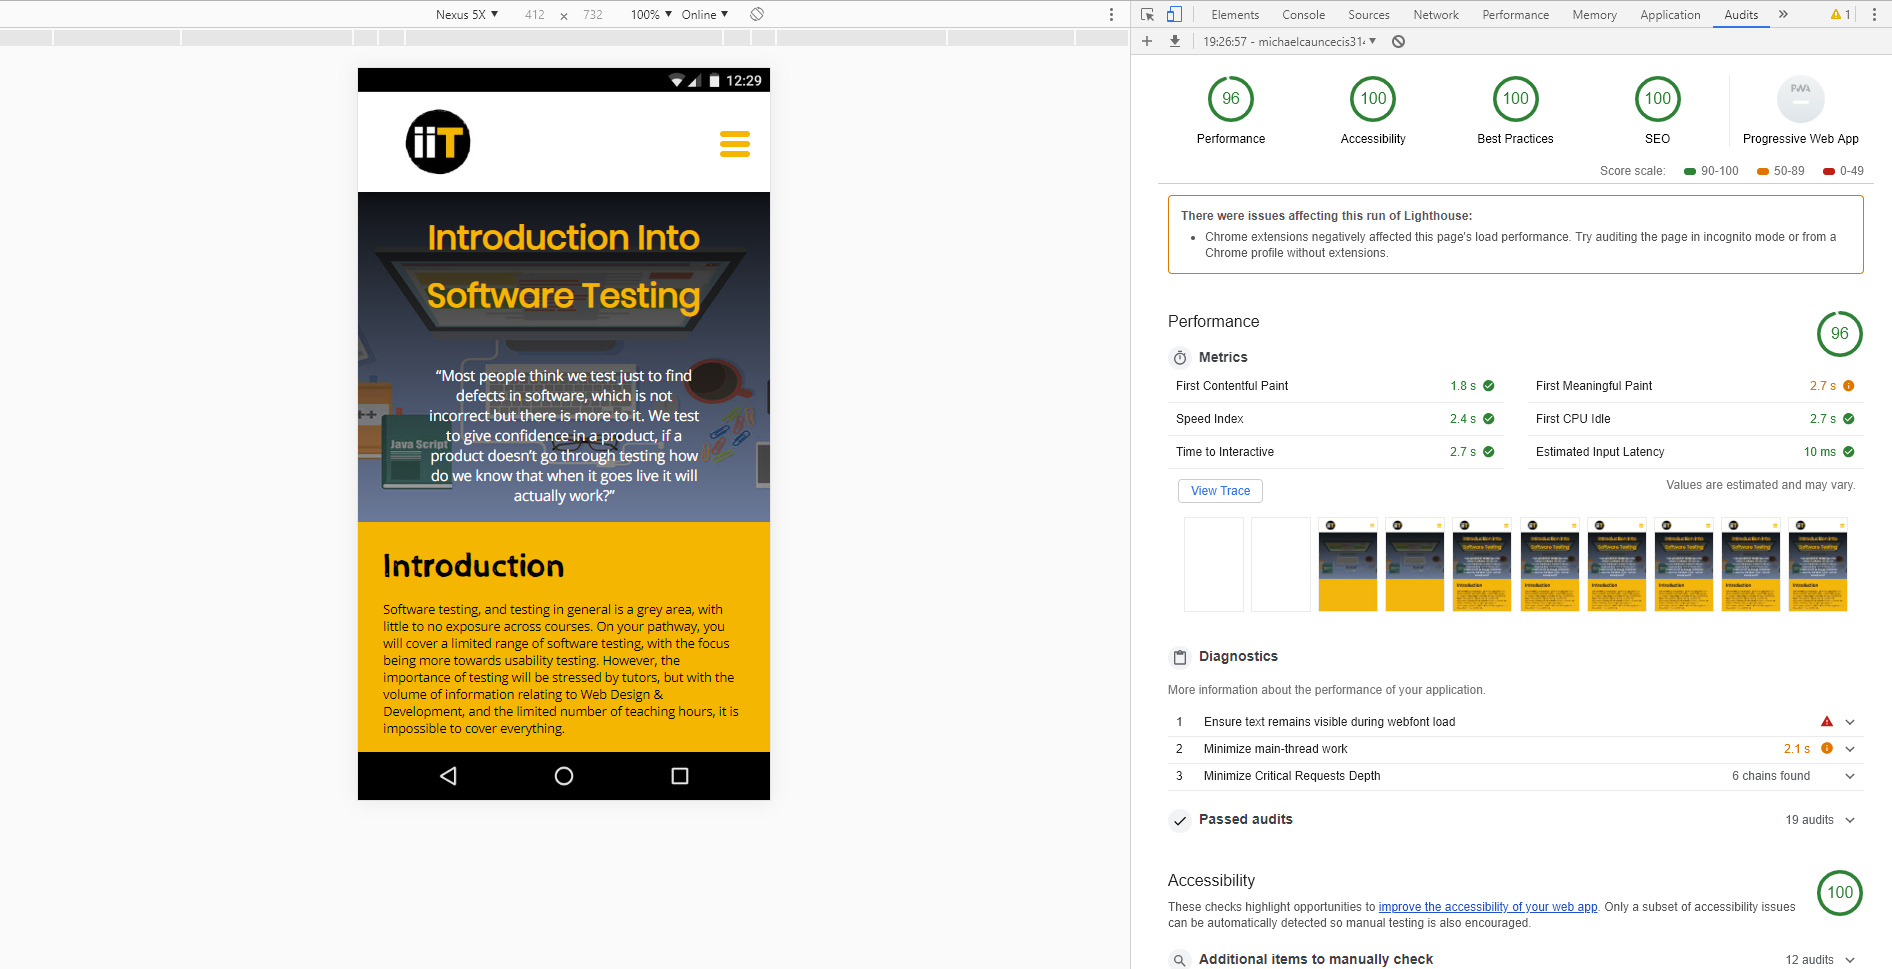 Nexus 5X 412 x 732 100% Online
Elements Console Sources Network Performance Memory Application Audits 1
19:26:57 - michaelcauncecis314
12:29
iiT
Introduction Into
Software Testing
“Most people think we test just to find
defects in software, which is not
incorrect but there is more to it. We test
to give confidence in a product, if a
product doesn’t go through testing how
do we know that when it goes live it will
actually work?”
++
Java Script
Introduction
Software testing, and testing in general is a grey area, with
little to no exposure across courses. On your pathway, you
will cover a limited range of software testing, with the focus
being more towards usability testing. However, the
importance of testing will be stressed by tutors, but with the
volume of information relating to Web Design &
Development, and the limited number of teaching hours, it is
impossible to cover everything.
96 100 100 100 PWA
Performance Accessibility Best Practices SEO Progressive Web App
Score scale: 90-100 50-89 0-49
There were issues affecting this run of Lighthouse:
Chrome extensions negatively affected this page's load performance. Try auditing the page in incognito mode or from a
Chrome profile without extensions.
Performance 96
Metrics
First Contentful Paint 1.8 s First Meaningful Paint 2.7 s
Speed Index 2.4 s First CPU Idle 2.7 s
Time to Interactive 2.7 s Estimated Input Latency 10 ms
View Trace Values are estimated and may vary.
Diagnostics
More information about the performance of your application.
1 Ensure text remains visible during webfont load
2 Minimize main-thread work 2.1 s
3 Minimize Critical Requests Depth 6 chains found
Passed audits 19 audits
Accessibility 100
These checks highlight opportunities to improve the accessibility of your web app. Only a subset of accessibility issues
can be automatically detected so manual testing is also encouraged.
Additional items to manually check 12 audits